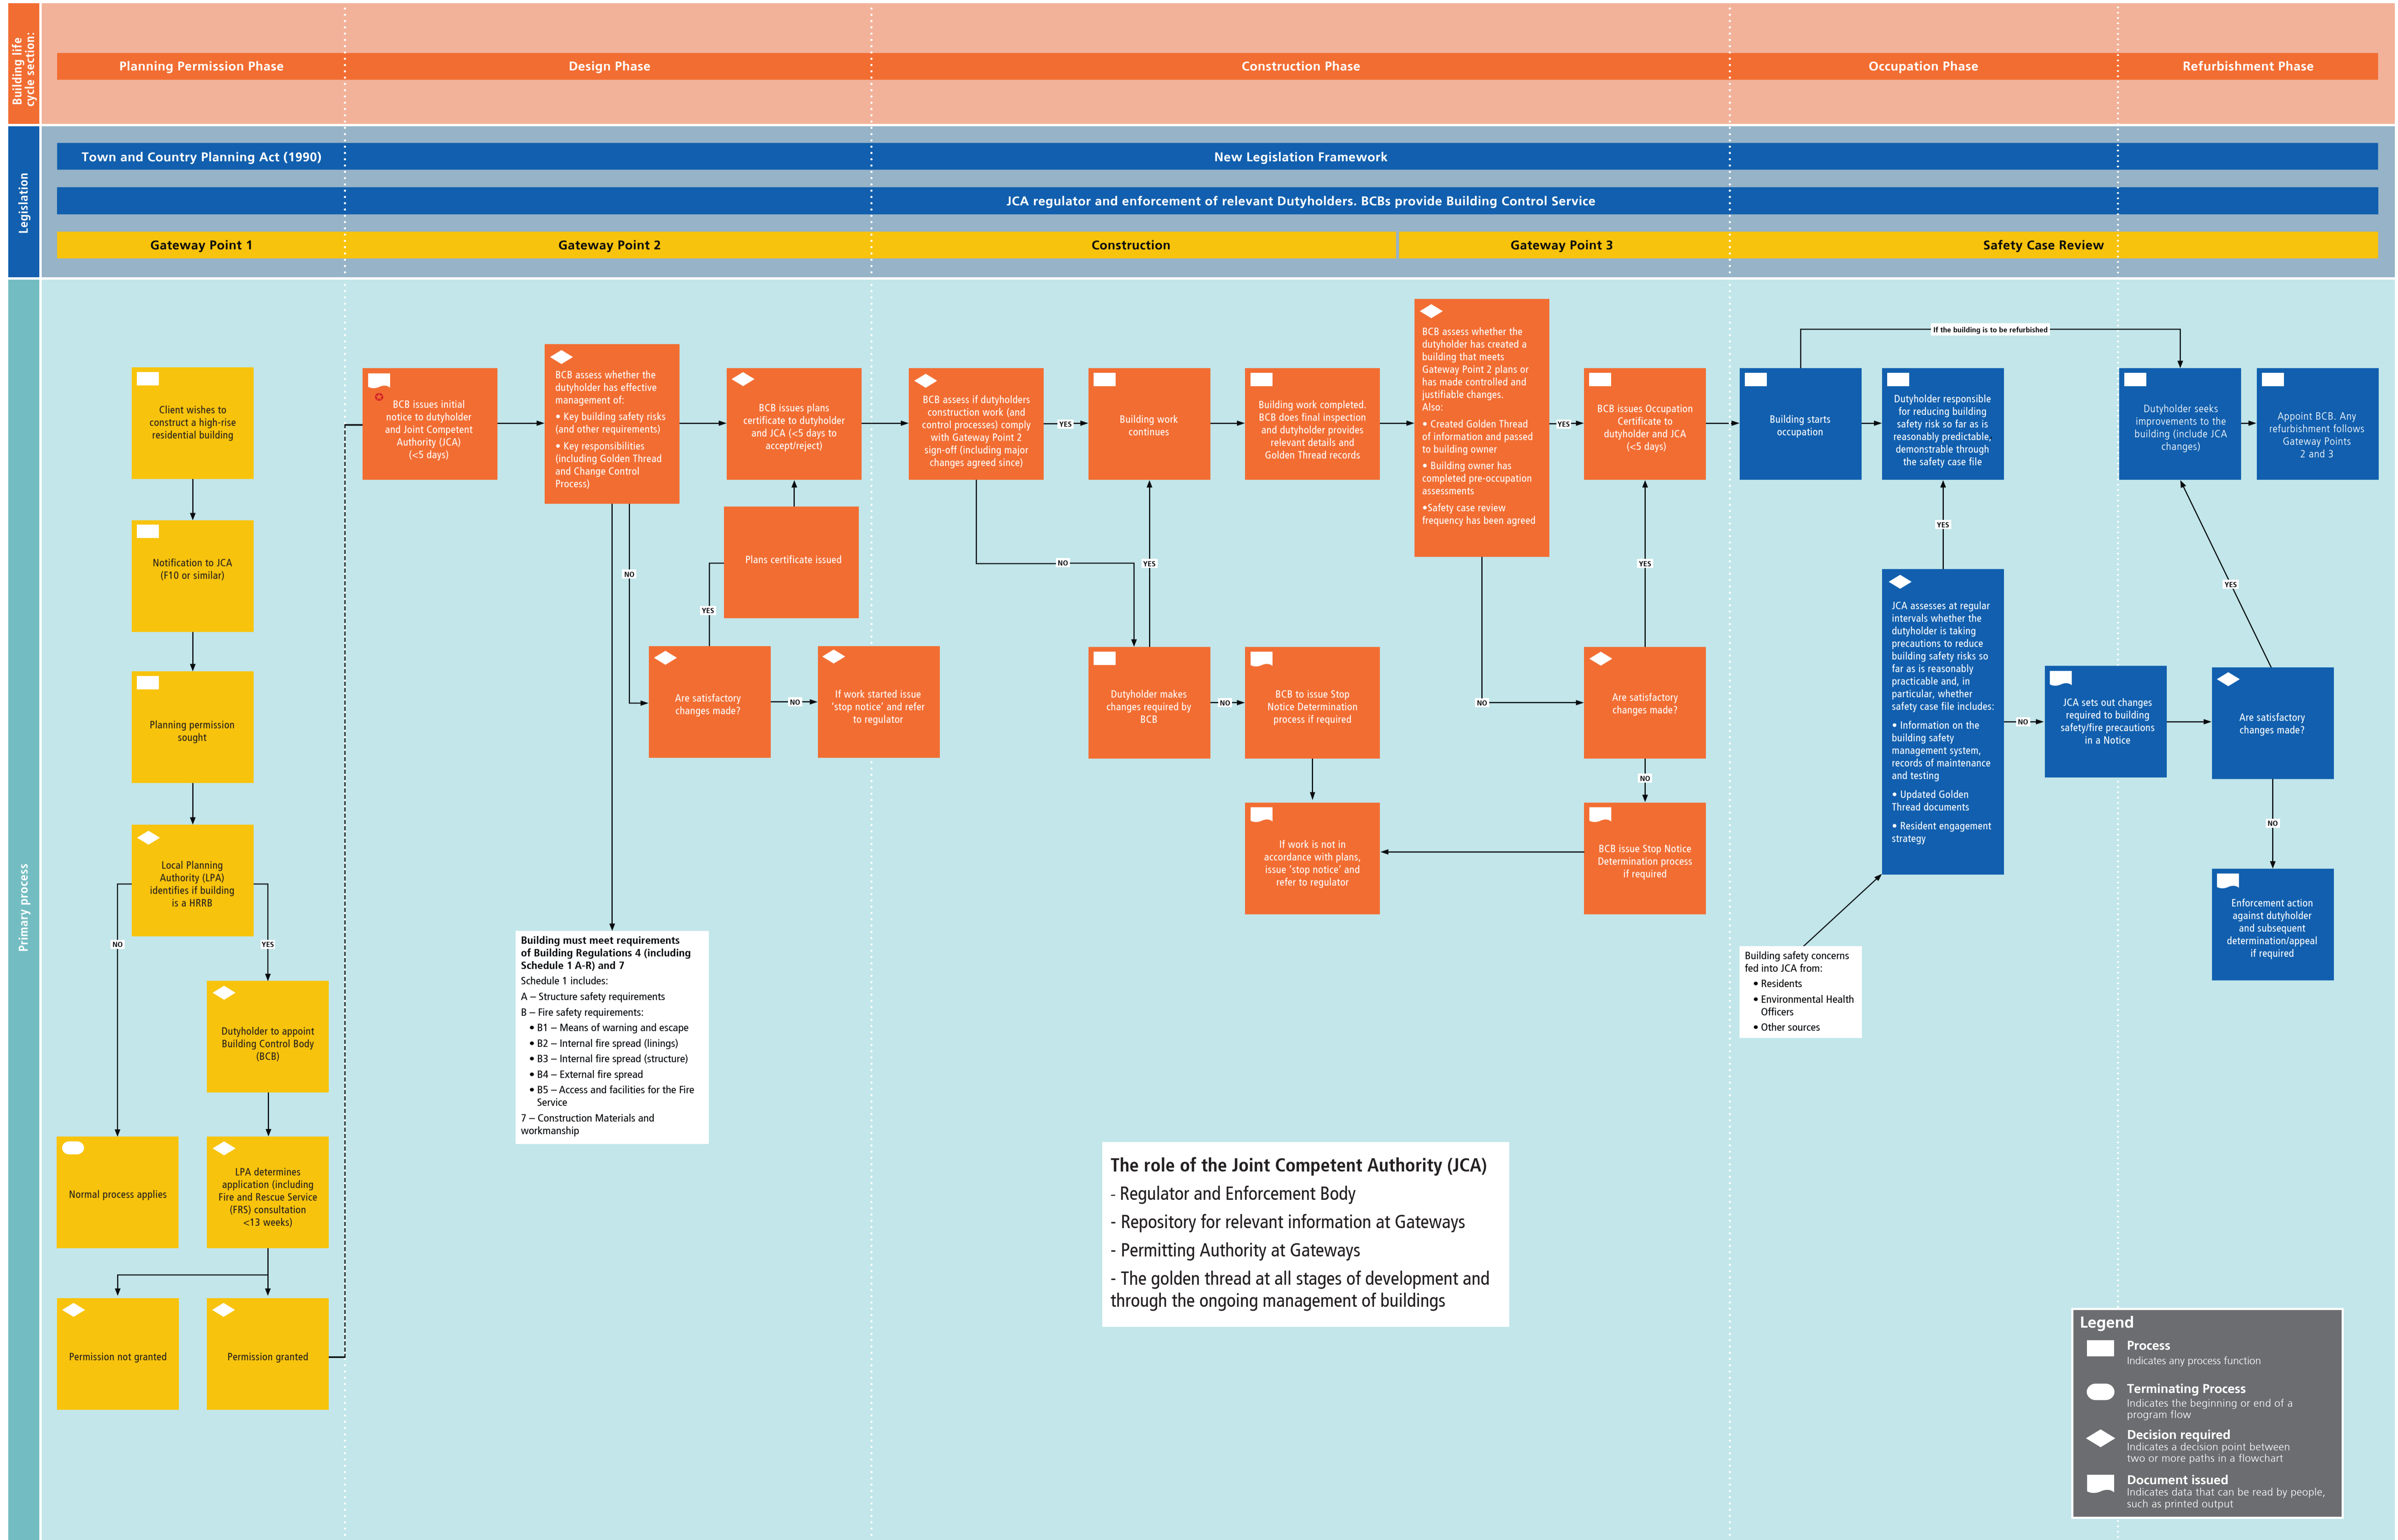 Building life
cycle section:
Planning Permission Phase
Design Phase
Construction Phase
Occupation Phase
Refurbishment Phase
Legislation
Town and Country Planning Act (1990)
New Legislation Framework
JCA regulator and enforcement of relevant Dutyholders. BCBs provide Building Control Service
Gateway Point 1
Gateway Point 2
Construction
Gateway Point 3
Safety Case Review
Primary process
Client wishes to
construct a high-rise
residential building
Notification to JCA
(F10 or similar)
Planning permission
sought
Local Planning
Authority (LPA)
identifies if building
is a HRRB
NO
YES
Dutyholder to appoint
Building Control Body
(BCB)
Normal process applies
LPA determines
application (including
Fire and Rescue Service
(FRS) consultation
<13 weeks)
Permission not granted
Permission granted
BCB issues initial
notice to dutyholder
and Joint Competent
Authority (JCA)
(<5 days)
BCB assess whether the
dutyholder has effective
management of:
• Key building safety risks
(and other requirements)
• Key responsibilities
(including Golden Thread
and Change Control
Process)
BCB issues plans
certificate to dutyholder
and JCA (<5 days to
accept/reject)
Plans certificate issued
NO
YES
Are satisfactory
changes made?
NO
If work started issue
‘stop notice’ and refer
to regulator
Building must meet requirements
of Building Regulations 4 (including
Schedule 1 A-R) and 7
Schedule 1 includes:
A – Structure safety requirements
B – Fire safety requirements:
• B1 – Means of warning and escape
• B2 – Internal fire spread (linings)
• B3 – Internal fire spread (structure)
• B4 – External fire spread
• B5 – Access and facilities for the Fire
Service
7 – Construction Materials and
workmanship
BCB assess if dutyholders
construction work (and
control processes) comply
with Gateway Point 2
sign-off (including major
changes agreed since)
YES
Building work
continues
Building work completed.
BCB does final inspection
and dutyholder provides
relevant details and
Golden Thread records
NO
YES
Dutyholder makes
changes required by
BCB
NO
BCB to issue Stop
Notice Determination
process if required
If work is not in
accordance with plans,
issue ‘stop notice’ and
refer to regulator
BCB assess whether the
dutyholder has created a
building that meets
Gateway Point 2 plans or
has made controlled and
justifiable changes.
Also:
• Created Golden Thread
of information and passed
to building owner
• Building owner has
completed pre-occupation
assessments
•Safety case review
frequency has been agreed
YES
BCB issues Occupation
Certificate to
dutyholder and JCA
(<5 days)
YES
NO
Are satisfactory
changes made?
NO
BCB issue Stop Notice
Determination process
if required
If the building is to be refurbished
Building starts
occupation
Dutyholder responsible
for reducing building
safety risk so far as is
reasonably predictable,
demonstrable through
the safety case file
YES
JCA assesses at regular
intervals whether the
dutyholder is taking
precautions to reduce
building safety risks so
far as is reasonably
practicable and, in
particular, whether
safety case file includes:
• Information on the
building safety
management system,
records of maintenance
and testing
• Updated Golden
Thread documents
• Resident engagement
strategy
Building safety concerns
fed into JCA from:
• Residents
• Environmental Health
Officers
• Other sources
NO
JCA sets out changes
required to building
safety/fire precautions
in a Notice
Dutyholder seeks
improvements to the
building (include JCA
changes)
Appoint BCB. Any
refurbishment follows
Gateway Points
2 and 3
YES
Are satisfactory
changes made?
NO
Enforcement action
against dutyholder
and subsequent
determination/appeal
if required
The role of the Joint Competent Authority (JCA)
- Regulator and Enforcement Body
- Repository for relevant information at Gateways
- Permitting Authority at Gateways
- The golden thread at all stages of development and
through the ongoing management of buildings
Legend
Process
Indicates any process function
Terminating Process
Indicates the beginning or end of a
program flow
Decision required
Indicates a decision point between
two or more paths in a flowchart
Document issued
Indicates data that can be read by people,
such as printed output